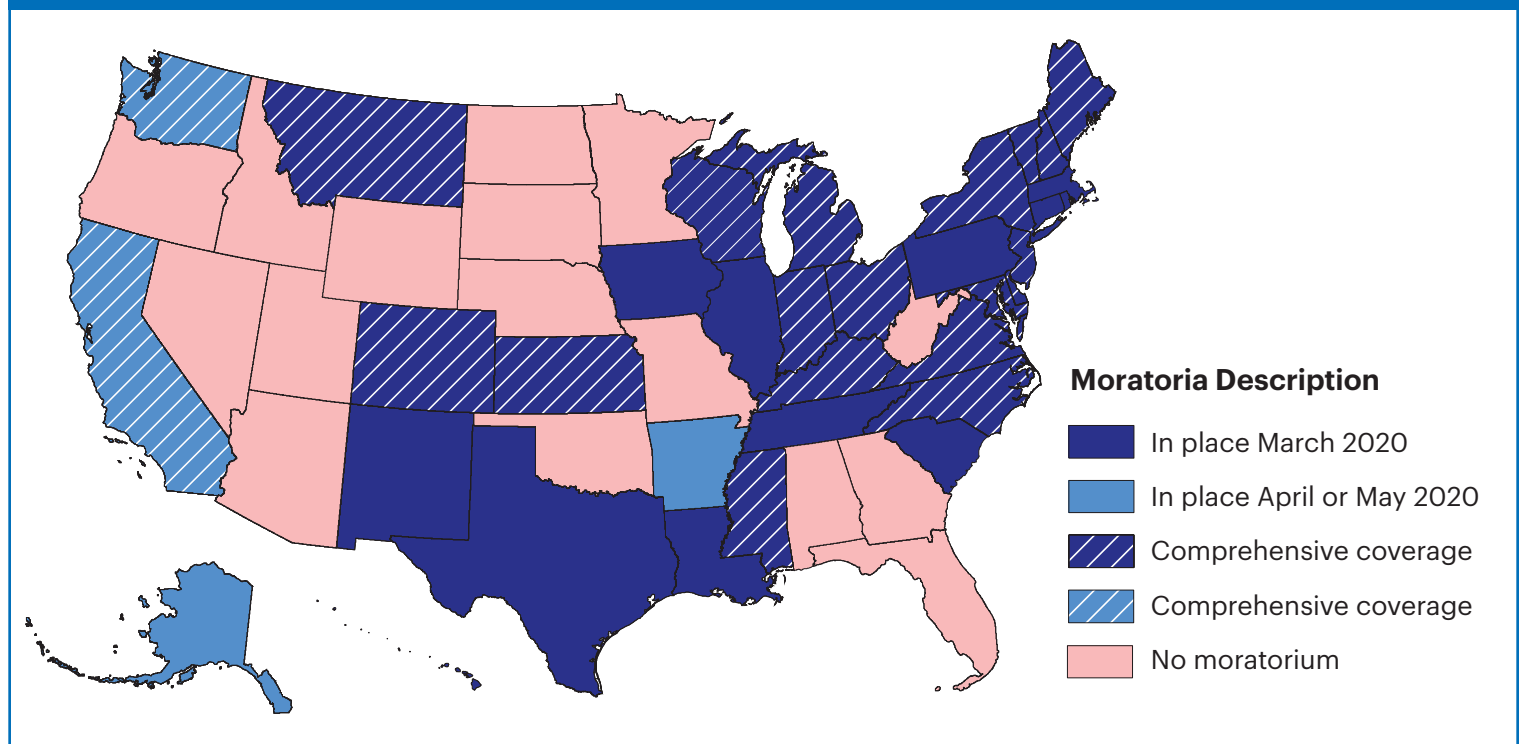 Moratoria Description
In place March 2020
In place April or May 2020
Comprehensive coverage
Comprehensive coverage
No moratorium